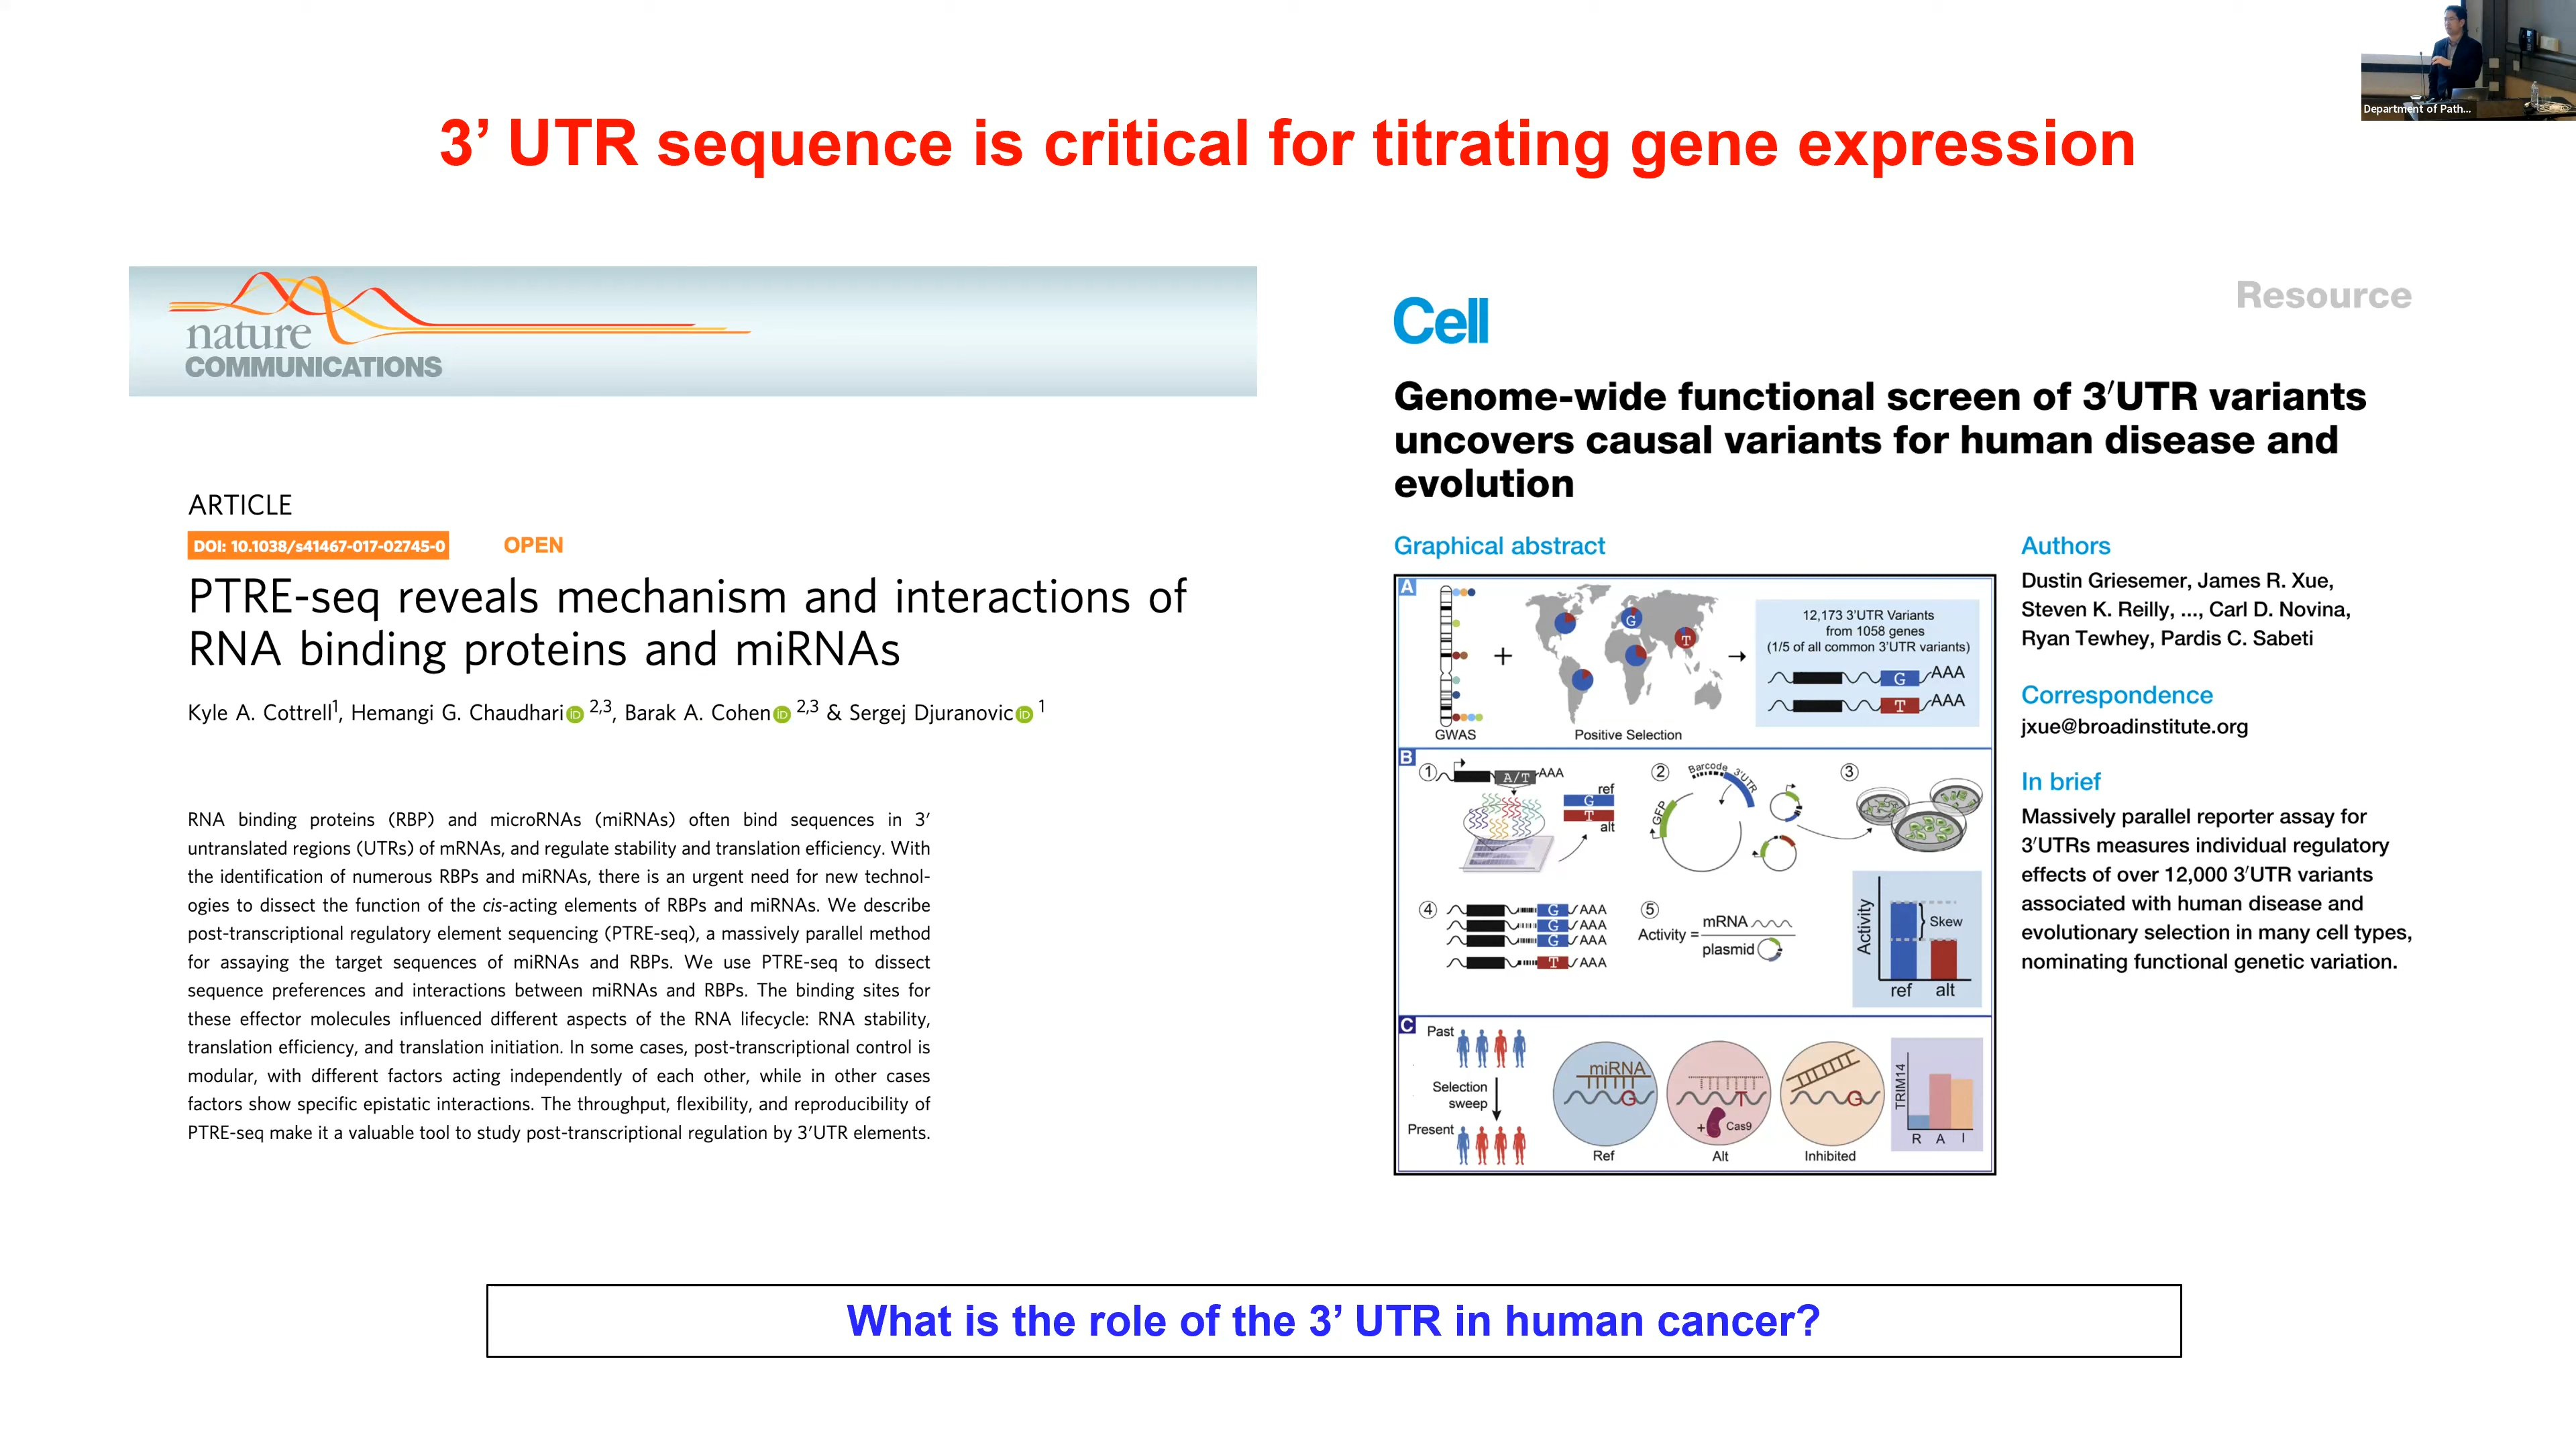 Department of Path...
3’ UTR sequence is critical for titrating gene expression
nature
COMMUNICATIONS
ARTICLE
DOI: 10.1038/s41467-017-02745-0 OPEN
PTRE-seq reveals mechanism and interactions of
RNA binding proteins and miRNAs
Kyle A. Cottrell1, Hemangi G. Chaudhari iD 2,3, Barak A. Cohen iD 2,3 & Sergej Djuranovic iD 1
RNA binding proteins (RBP) and microRNAs (miRNAs) often bind sequences in 3′
untranslated regions (UTRs) of mRNAs, and regulate stability and translation efficiency. With
the identification of numerous RBPs and miRNAs, there is an urgent need for new technol-
ogies to dissect the function of the cis-acting elements of RBPs and miRNAs. We describe
post-transcriptional regulatory element sequencing (PTRE-seq), a massively parallel method
for assaying the target sequences of miRNAs and RBPs. We use PTRE-seq to dissect
sequence preferences and interactions between miRNAs and RBPs. The binding sites for
these effector molecules influenced different aspects of the RNA lifecycle: RNA stability,
translation efficiency, and translation initiation. In some cases, post-transcriptional control is
modular, with different factors acting independently of each other, while in other cases
factors show specific epistatic interactions. The throughput, flexibility, and reproducibility of
PTRE-seq make it a valuable tool to study post-transcriptional regulation by 3′UTR elements.
Resource
Cell
Genome-wide functional screen of 3′UTR variants
uncovers causal variants for human disease and
evolution
Graphical abstract
A
GWAS
+
G
T
Positive Selection
12,173 3'UTR Variants
from 1058 genes
(1/5 of all common 3'UTR variants)
G AAA
T AAA
B
1
A/T AAA
ref
G
T
alt
2
Barcode 3'UTR
GFP
3
4
G AAA
G AAA
G AAA
T AAA
5
Activity = mRNA
plasmid
Activity
Skew
ref alt
C
Past
Selection
sweep
Present
miRNA
G
Ref
T
+ Cas9
Alt
G
Inhibited
TRIM14
R A I
Authors
Dustin Griesemer, James R. Xue,
Steven K. Reilly, ..., Carl D. Novina,
Ryan Tewhey, Pardis C. Sabeti
Correspondence
jxue@broadinstitute.org
In brief
Massively parallel reporter assay for
3′UTRs measures individual regulatory
effects of over 12,000 3′UTR variants
associated with human disease and
evolutionary selection in many cell types,
nominating functional genetic variation.
What is the role of the 3’ UTR in human cancer?